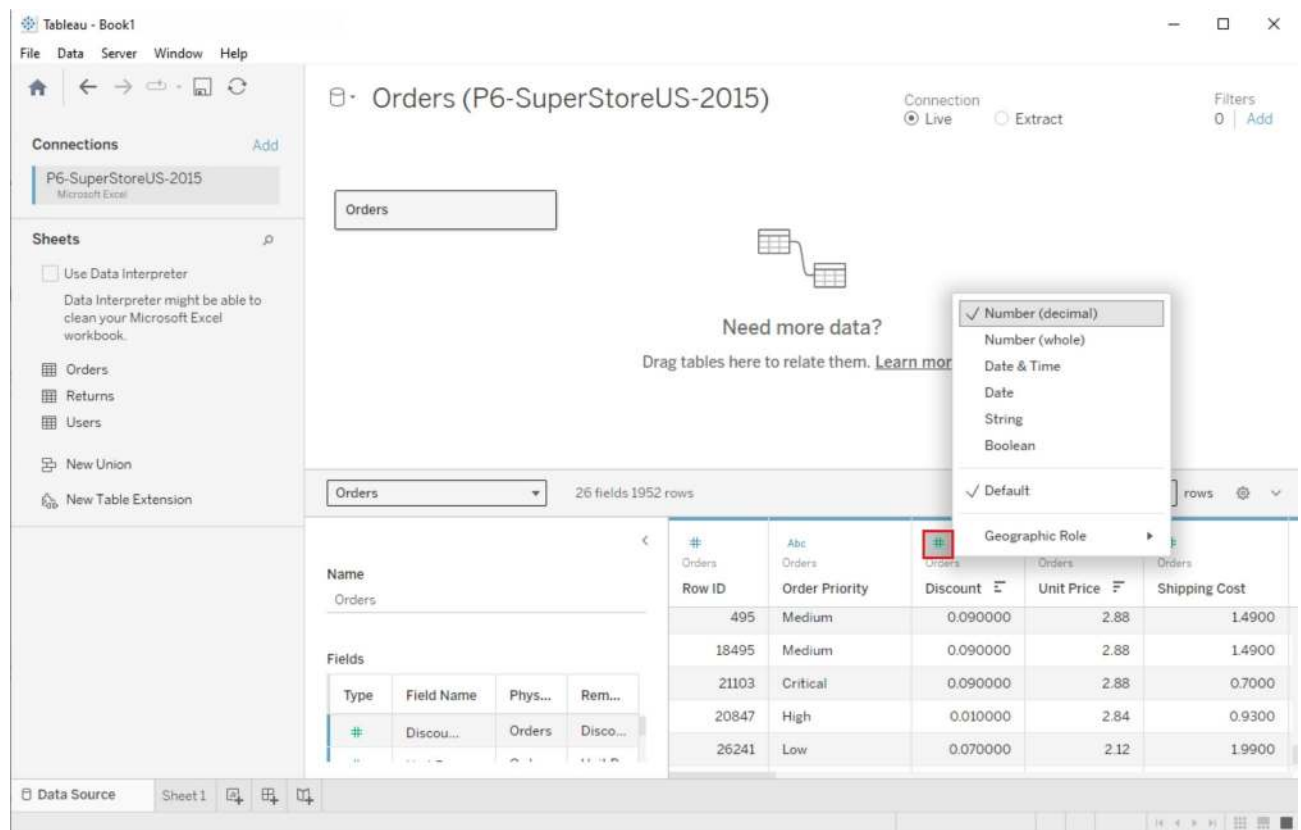 Tableau - Book1
File Data Server Window Help
Orders (P6-SuperStoreUS-2015)
Connection
Live Extract
Filters
0 Add
Connections Add
P6-SuperStoreUS-2015
Microsoft Excel
Sheets
Use Data Interpreter
Data Interpreter might be able to
clean your Microsoft Excel
workbook.
Orders
Returns
Users
New Union
New Table Extension
Orders
Need more data?
Drag tables here to relate them. Learn mor
Number (decimal)
Number (whole)
Date & Time
Date
String
Boolean
Default
Geographic Role
Orders 26 fields 1952 rows rows
Name
Orders
Fields
Type Field Name Phys... Rem...
# Discou... Orders Disco...
# Abc #
Orders Orders Orders Orders Orders
Row ID Order Priority Discount Unit Price Shipping Cost
495 Medium 0.090000 2.88 1.4900
18495 Medium 0.090000 2.88 1.4900
21103 Critical 0.090000 2.88 0.7000
20847 High 0.010000 2.84 0.9300
26241 Low 0.070000 2.12 1.9900
Data Source Sheet 1